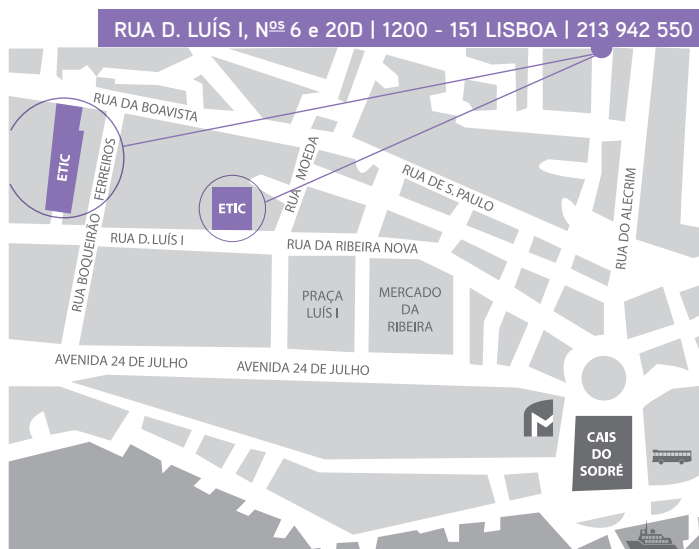 RUA D. LUÍS I, Nºˢ 6 e 20D | 1200 - 151 LISBOA | 213 942 550
RUA DA BOAVISTA
ETIC
RUA BOQUEIRÃO FERREIROS
RUA MOEDA
ETIC
RUA DE S. PAULO
RUA DO ALECRIM
RUA D. LUÍS I
RUA DA RIBEIRA NOVA
PRAÇA
LUÍS I
MERCADO
DA
RIBEIRA
AVENIDA 24 DE JULHO
AVENIDA 24 DE JULHO
CAIS
DO
SODRÉ